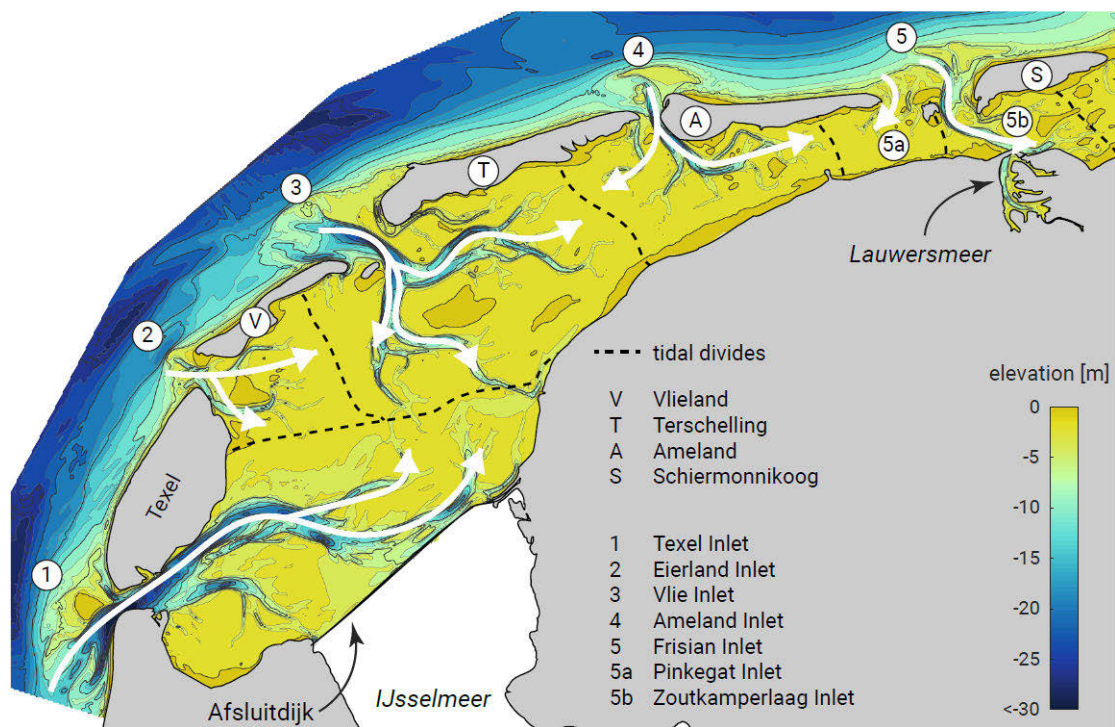 4
5
S
A
5b
5a
T
3
Lauwersmeer
V
2
tidal divides
elevation [m]
V Vlieland
T Terschelling
A Ameland
S Schiermonnikoog
0
-5
-10
-15
-20
-25
<-30
Texel
1
1 Texel Inlet
2 Eierland Inlet
3 Vlie Inlet
4 Ameland Inlet
5 Frisian Inlet
5a Pinkegat Inlet
5b Zoutkamperlaag Inlet
IJsselmeer
Afsluitdijk